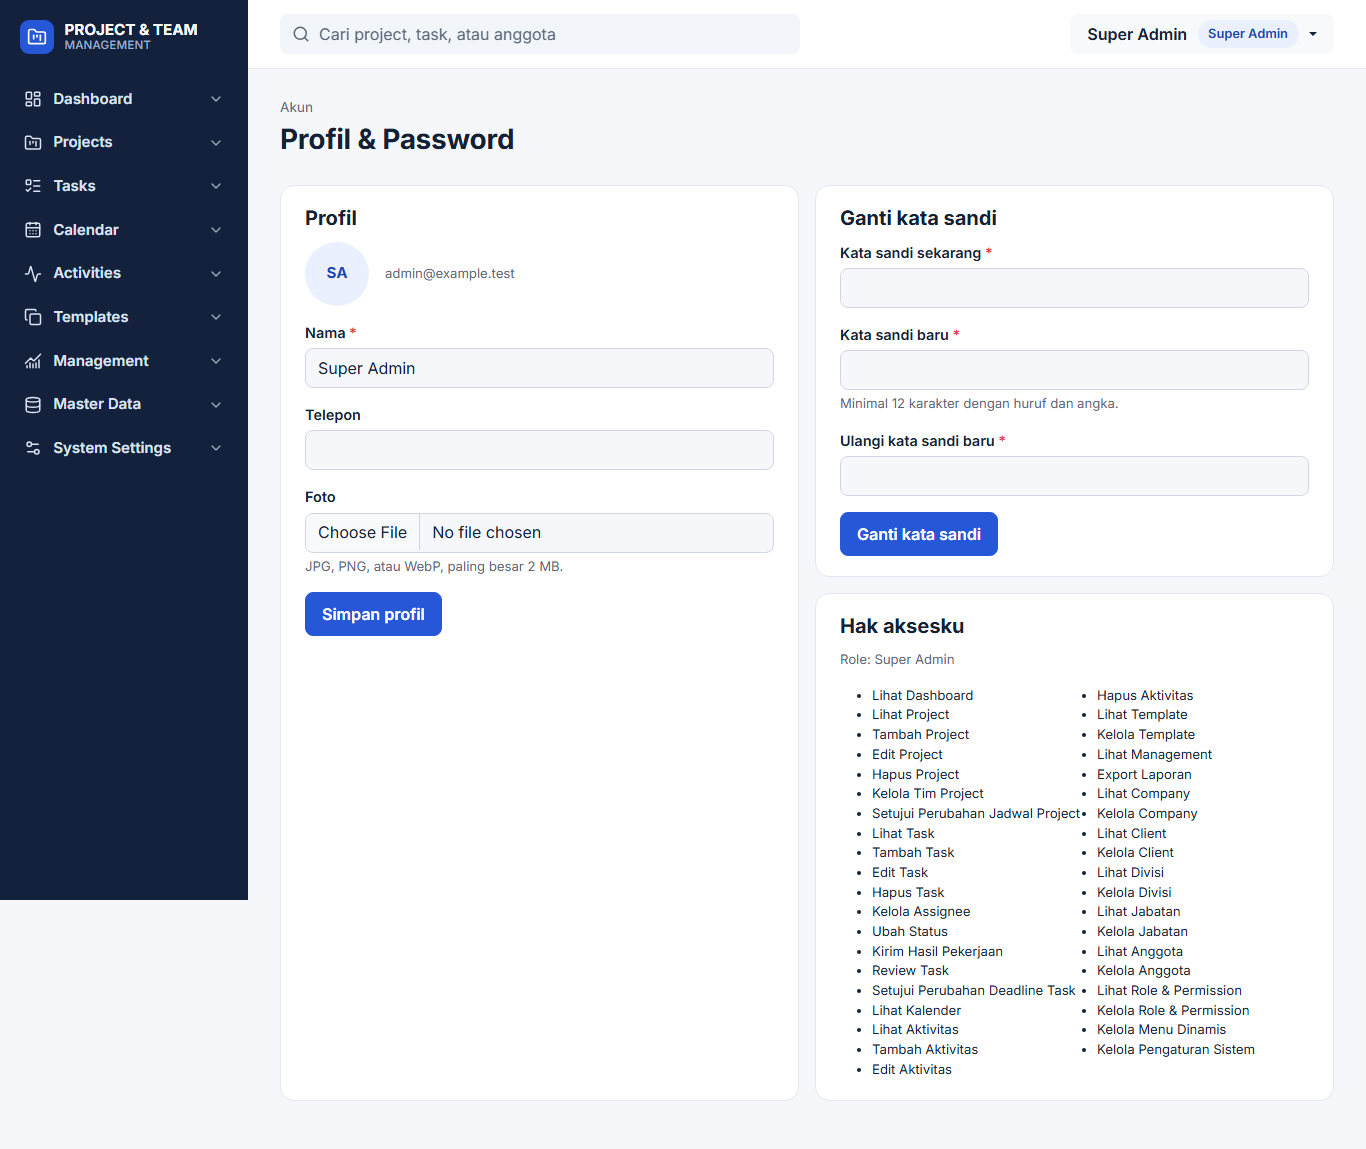 PROJECT & TEAM
MANAGEMENT
Dashboard
Projects
Tasks
Calendar
Activities
Templates
Management
Master Data
System Settings
Cari project, task, atau anggota
Super Admin
Super Admin
Akun
Profil & Password
Profil
SA
admin@example.test
Nama *
Super Admin
Telepon
Foto
Choose File
No file chosen
JPG, PNG, atau WebP, paling besar 2 MB.
Simpan profil
Ganti kata sandi
Kata sandi sekarang *
Kata sandi baru *
Minimal 12 karakter dengan huruf dan angka.
Ulangi kata sandi baru *
Ganti kata sandi
Hak aksesku
Role: Super Admin
Lihat Dashboard
Lihat Project
Tambah Project
Edit Project
Hapus Project
Kelola Tim Project
Setujui Perubahan Jadwal Project
Lihat Task
Tambah Task
Edit Task
Hapus Task
Kelola Assignee
Ubah Status
Kirim Hasil Pekerjaan
Review Task
Setujui Perubahan Deadline Task
Lihat Kalender
Lihat Aktivitas
Tambah Aktivitas
Edit Aktivitas
Hapus Aktivitas
Lihat Template
Kelola Template
Lihat Management
Export Laporan
Lihat Company
Kelola Company
Lihat Client
Kelola Client
Lihat Divisi
Kelola Divisi
Lihat Jabatan
Kelola Jabatan
Lihat Anggota
Kelola Anggota
Lihat Role & Permission
Kelola Role & Permission
Kelola Menu Dinamis
Kelola Pengaturan Sistem